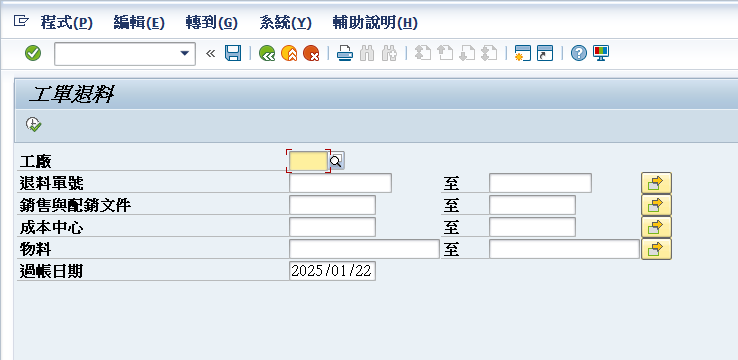 程式(P) 編輯(E) 轉到(G) 系統(Y) 輔助說明(H)
工單退料
工廠
退料單號 至
銷售與配銷文件 至
成本中心 至
物料 至
過帳日期 2025/01/22